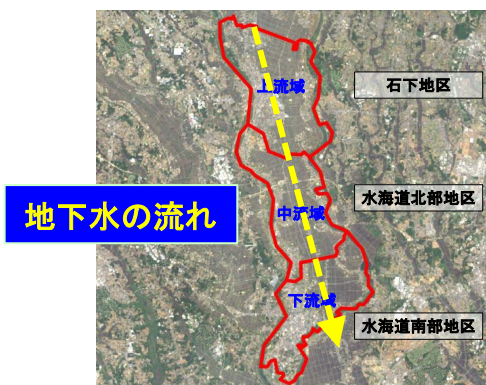 上流域
石下地区
地下水の流れ
中流域
水海道北部地区
下流域
水海道南部地区